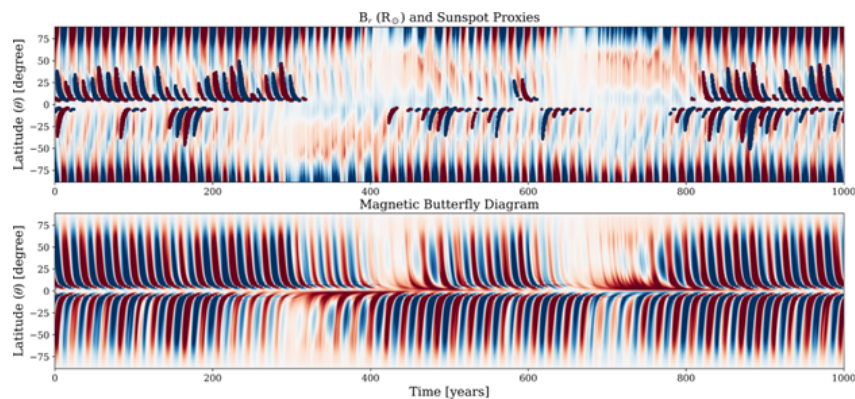 Bᵣ (R⊙) and Sunspot Proxies
Latitude (θ) [degree]
75
50
25
0
−25
−50
−75
0 200 400 600 800 1000
Magnetic Butterfly Diagram
Latitude (θ) [degree]
75
50
25
0
−25
−50
−75
0 200 400 600 800 1000
Time [years]